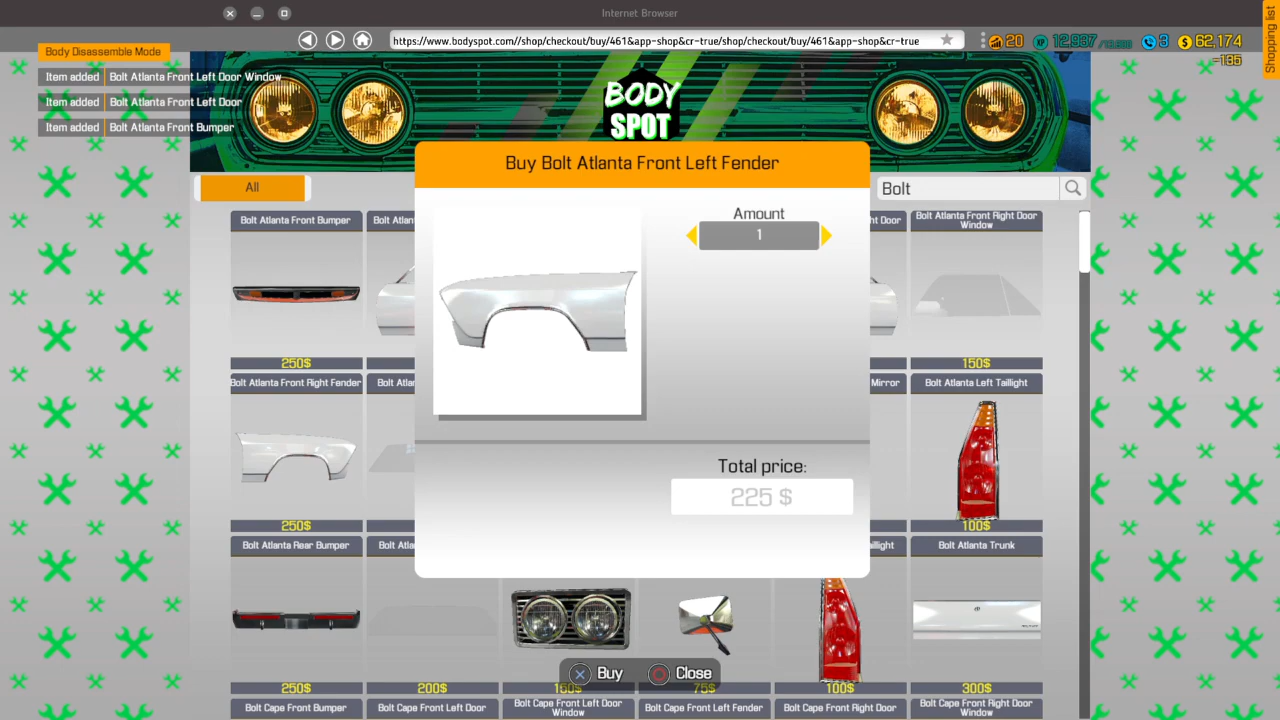 Internet Browser
https://www.bodyspot.com//shop/checkout/buy/461&app-shop&cr-true/shop/checkout/buy/461&app-shop&cr-true
20
XP
3
$ 62,174
-135
Shopping list
Body Disassemble Mode
Item added Bolt Atlanta Front Left Door Window
Item added Bolt Atlanta Front Left Door
Item added Bolt Atlanta Front Bumper
BODY
SPOT
Buy Bolt Atlanta Front Left Fender
All
Bolt
Amount
1
Bolt Atlanta Front Bumper
Bolt Atlanta Front Right Door
Window
250$
150$
Bolt Atlanta Front Right Fender
Mirror
Bolt Atlanta Left Taillight
Total price:
225 $
250$
100$
Bolt Atlanta Rear Bumper
Bolt Atlanta Trunk
Buy
Close
250$
200$
160$
75$
100$
300$
Bolt Cape Front Bumper
Bolt Cape Front Left Door
Bolt Cape Front Left Door
Window
Bolt Cape Front Left Fender
Bolt Cape Front Right Door
Bolt Cape Front Right Door
Window